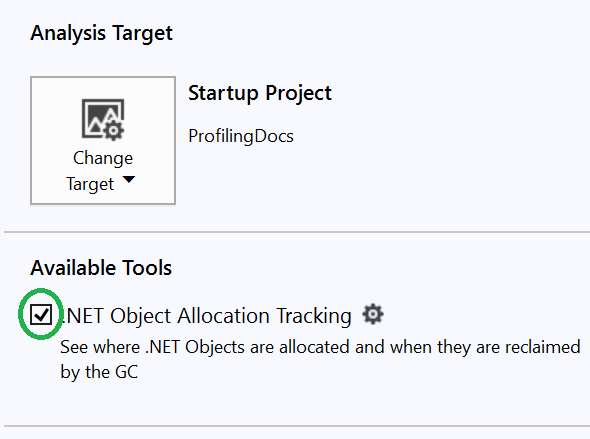 Analysis Target
Startup Project
ProfilingDocs
Change
Target
Available Tools
.NET Object Allocation Tracking
See where .NET Objects are allocated and when they are reclaimed
by the GC